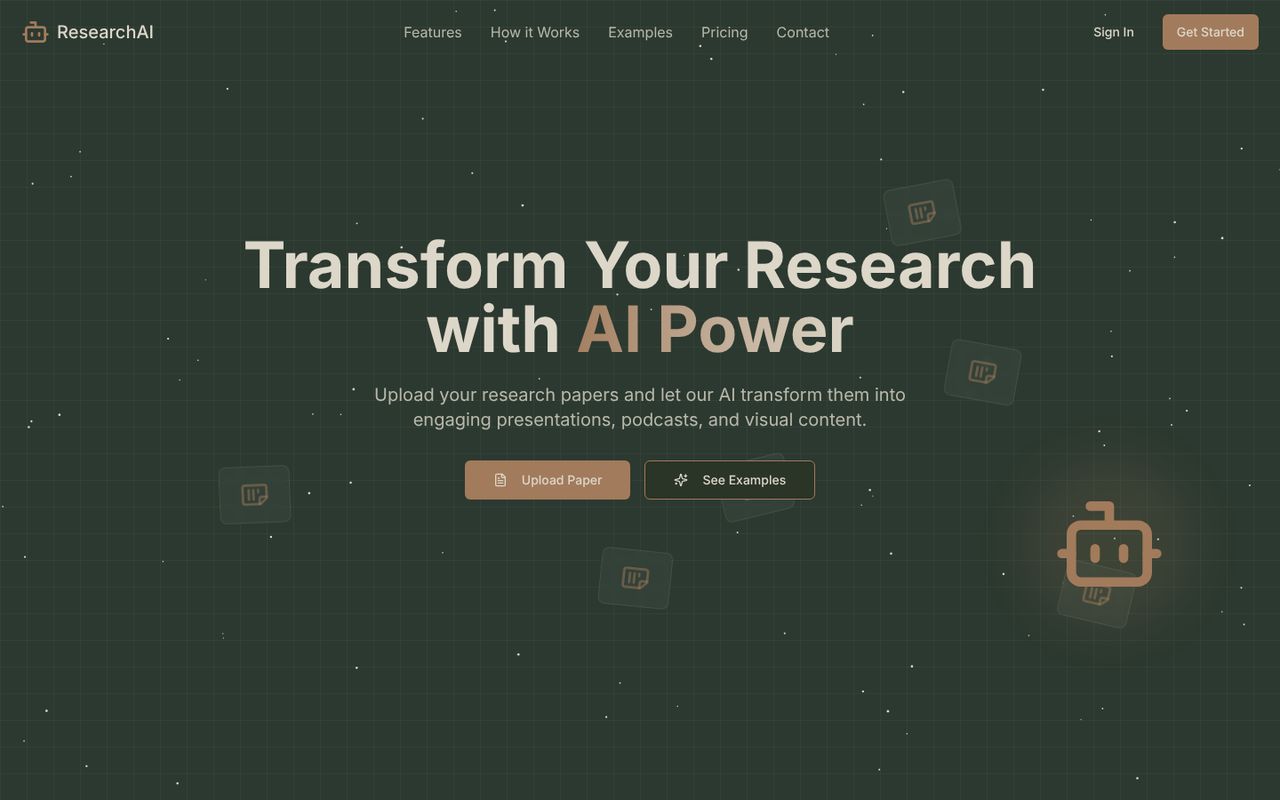 ResearchAI
Features
How it Works
Examples
Pricing
Contact
Sign In
Get Started
Transform Your Research
with AI Power
Upload your research papers and let our AI transform them into
engaging presentations, podcasts, and visual content.
Upload Paper
See Examples